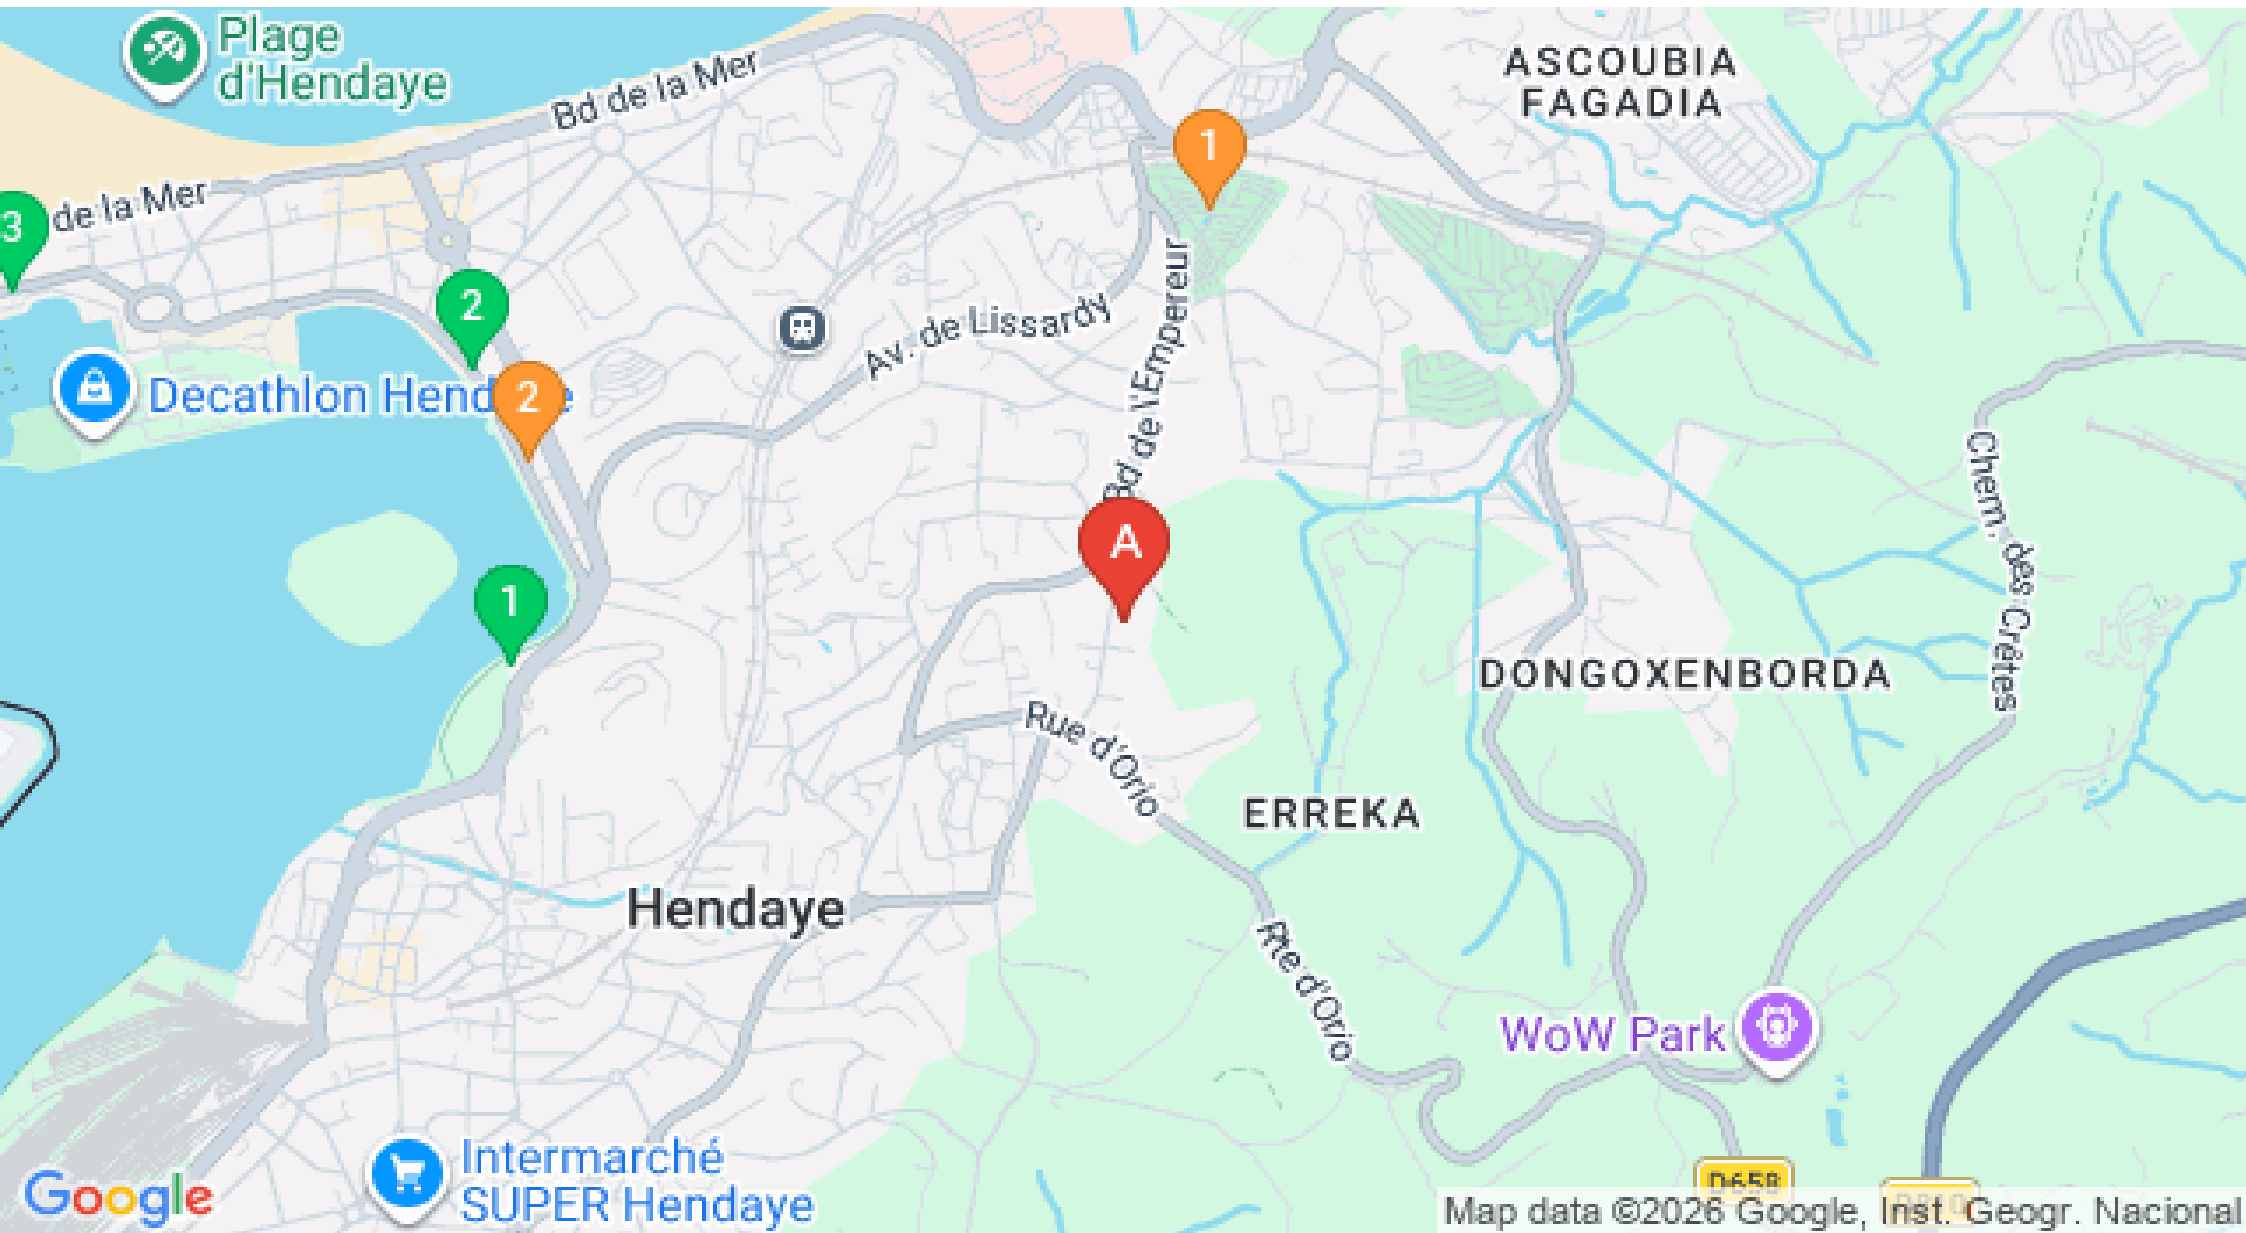 Plage
d'Hendaye
Bd de la Mer
ASCOUBIA
FAGADIA
1
3
de la Mer
2
Av. de Lissardy
Bd de l'Empereur
Decathlon Hend
2
Chem. des Crêtes
A
1
DONGOXENBORDA
Rue d'Orio
ERREKA
Hendaye
Rte d'Orio
WoW Park
Intermarché
SUPER Hendaye
D658
D810
Google
Map data ©2026 Google, Inst. Geogr. Nacional